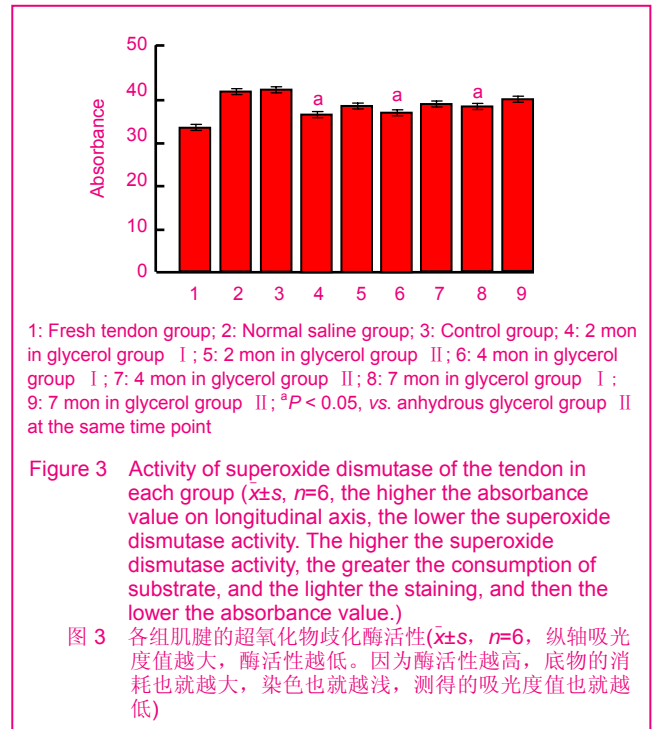 50
40
30
20
10
0
Absorbance
a
a
a
1 2 3 4 5 6 7 8 9
1: Fresh tendon group; 2: Normal saline group; 3: Control group; 4: 2 mon
in glycerol group Ⅰ; 5: 2 mon in glycerol group Ⅱ; 6: 4 mon in glycerol
group Ⅰ; 7: 4 mon in glycerol group Ⅱ; 8: 7 mon in glycerol group Ⅰ;
9: 7 mon in glycerol group Ⅱ; ᵃP < 0.05, vs. anhydrous glycerol group Ⅱ
at the same time point
Figure 3 Activity of superoxide dismutase of the tendon in
each group (x̄±s, n=6, the higher the absorbance
value on longitudinal axis, the lower the superoxide
dismutase activity. The higher the superoxide
dismutase activity, the greater the consumption of
substrate, and the lighter the staining, and then the
lower the absorbance value.)
图 3 各组肌腱的超氧化物歧化酶活性(x̄±s，n=6，纵轴吸光
度值越大，酶活性越低。因为酶活性越高，底物的消
耗也就越大，染色也就越浅，测得的吸光度值也就越
低)